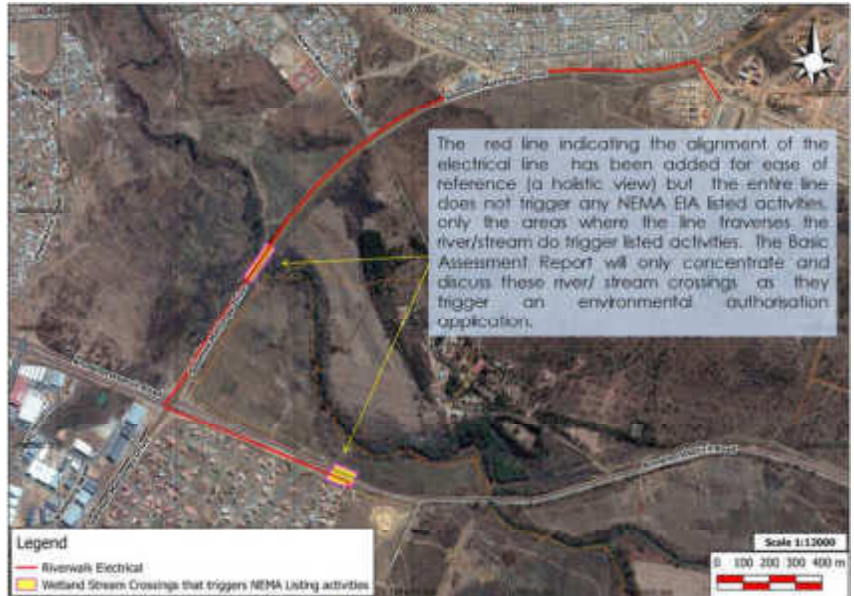 The red line indicating the alignment of the
electrical line has been added for ease of
reference (a holistic view) but the entire line
does not trigger any NEMA EIA listed activities,
only the areas where the line traverses the
river/stream do trigger listed activities. The Basic
Assessment Report will only concentrate and
discuss these river/ stream crossings as they
trigger an environmental authorisation
application.
Legend
Riverwalk Electrical
Wetland Stream Crossings that triggers NEMA Listing activities
Scale 1:12000
0 100 200 300 400 m